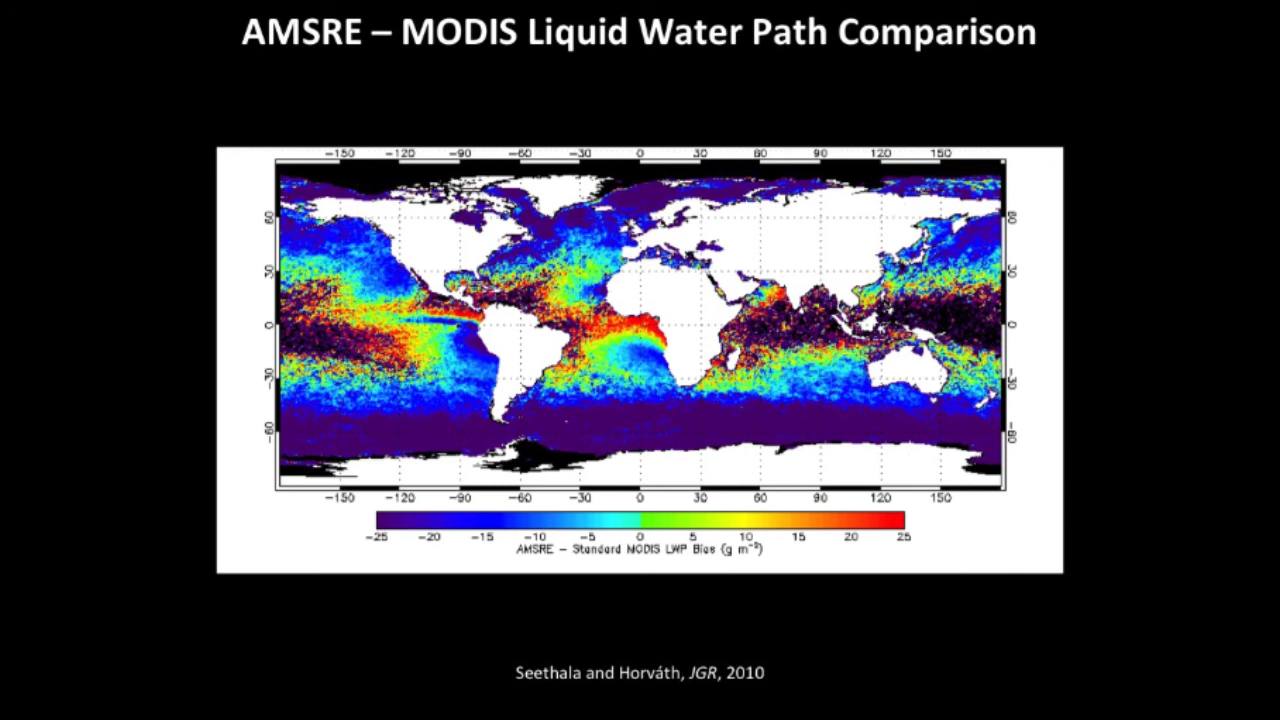 AMSRE – MODIS Liquid Water Path Comparison
−150 −120 −90 −60 −30 0 30 60 90 120 150
60 60
30 30
0 0
−30 −30
−60 −60
−150 −120 −90 −60 −30 0 30 60 90 120 150
−25 −20 −15 −10 −5 0 5 10 15 20 25
AMSRE − Standard MODIS LWP Bias (g m⁻²)
Seethala and Horváth, JGR, 2010